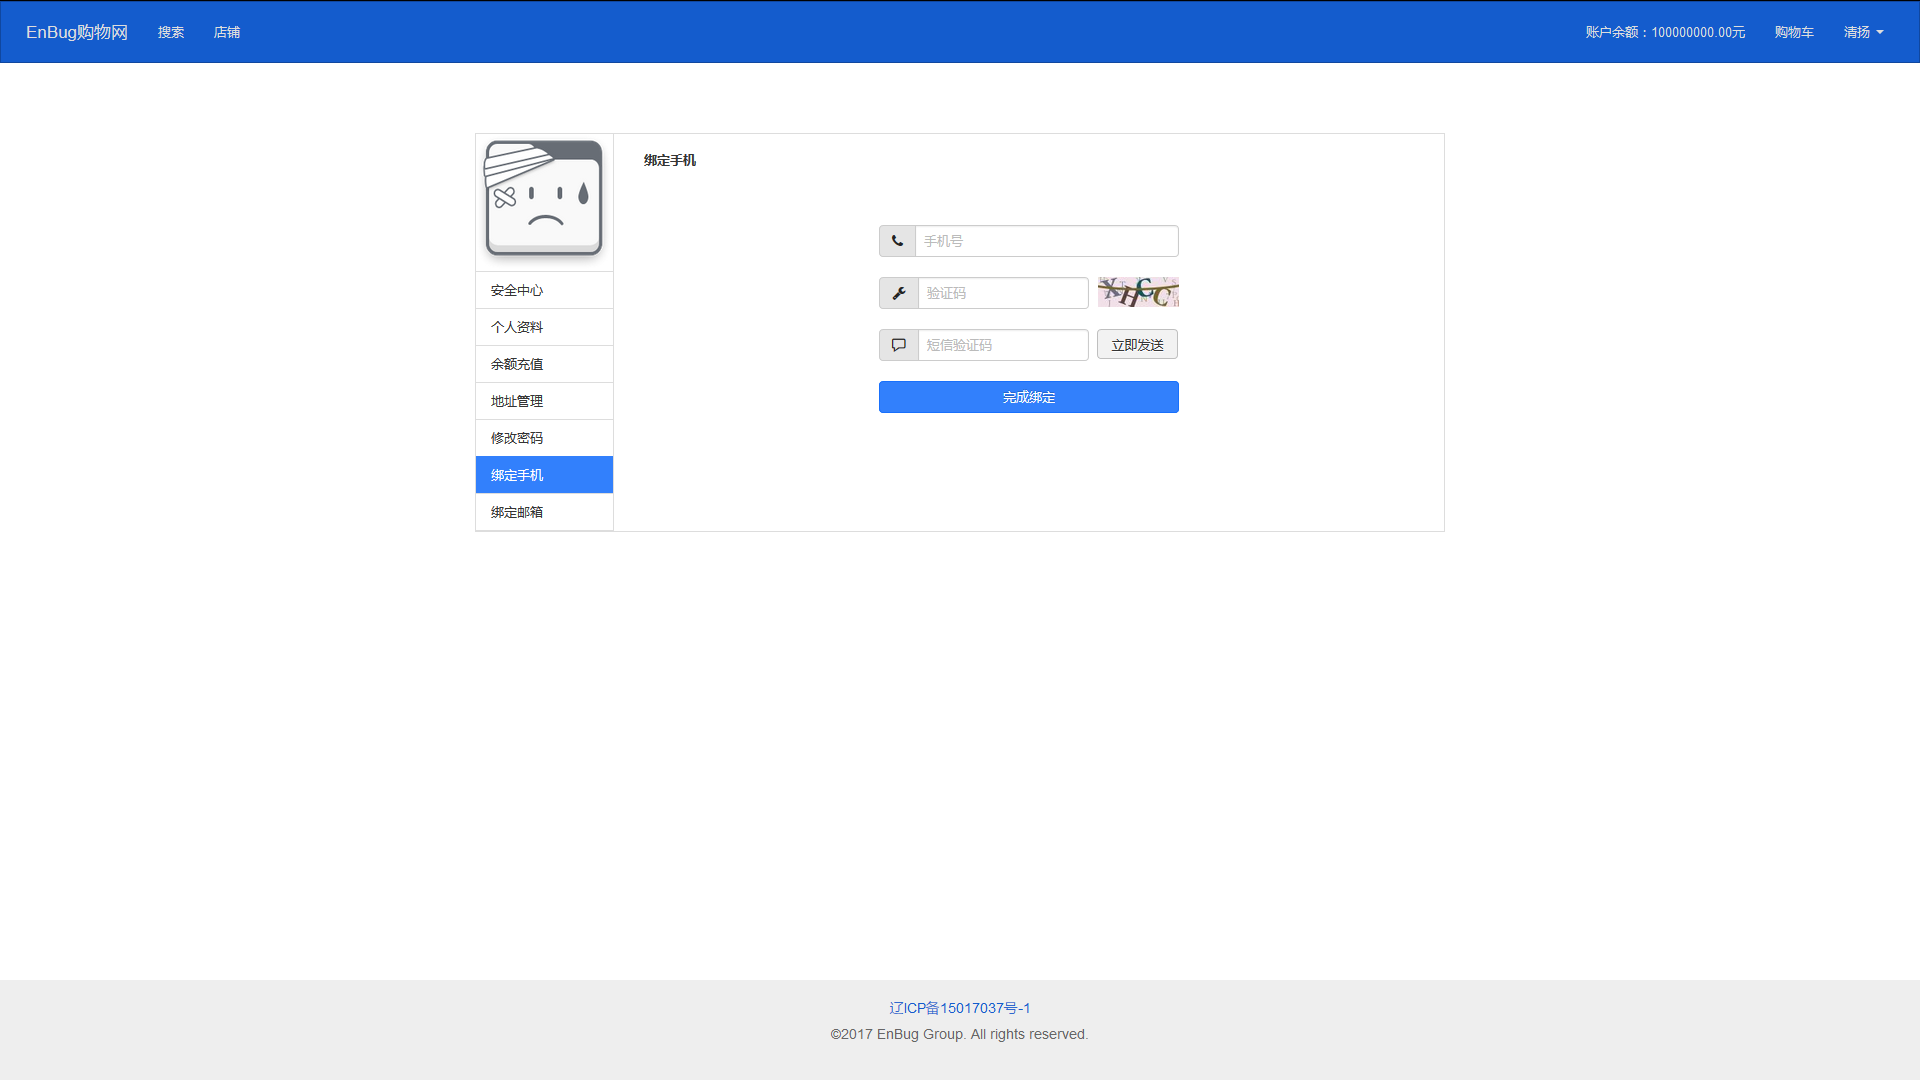 EnBug购物网 搜索 店铺 账户余额：100000000.00元 购物车 清扬
绑定手机
手机号
验证码 XHCC
短信验证码 立即发送
完成绑定
安全中心
个人资料
余额充值
地址管理
修改密码
绑定手机
绑定邮箱
辽ICP备15017037号-1
©2017 EnBug Group. All rights reserved.